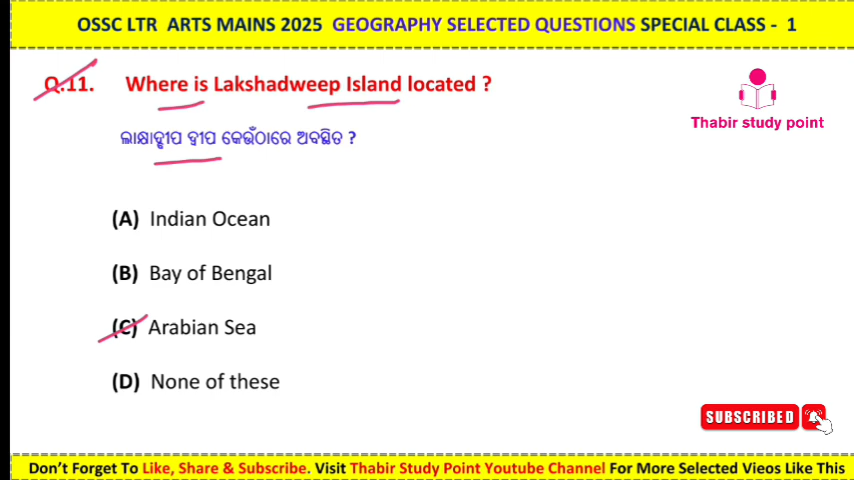 OSSC LTR ARTS MAINS 2025 GEOGRAPHY SELECTED QUESTIONS SPECIAL CLASS - 1
Q.11. Where is Lakshadweep Island located ?
Thabir study point
ଲାକ୍ଷାଦ୍ବୀପ ଦ୍ବୀପ କେଉଁଠାରେ ଅବସ୍ଥିତ ?
(A) Indian Ocean
(B) Bay of Bengal
(C) Arabian Sea
(D) None of these
SUBSCRIBED
Don't Forget To Like, Share & Subscribe. Visit Thabir Study Point Youtube Channel For More Selected Vieos Like This